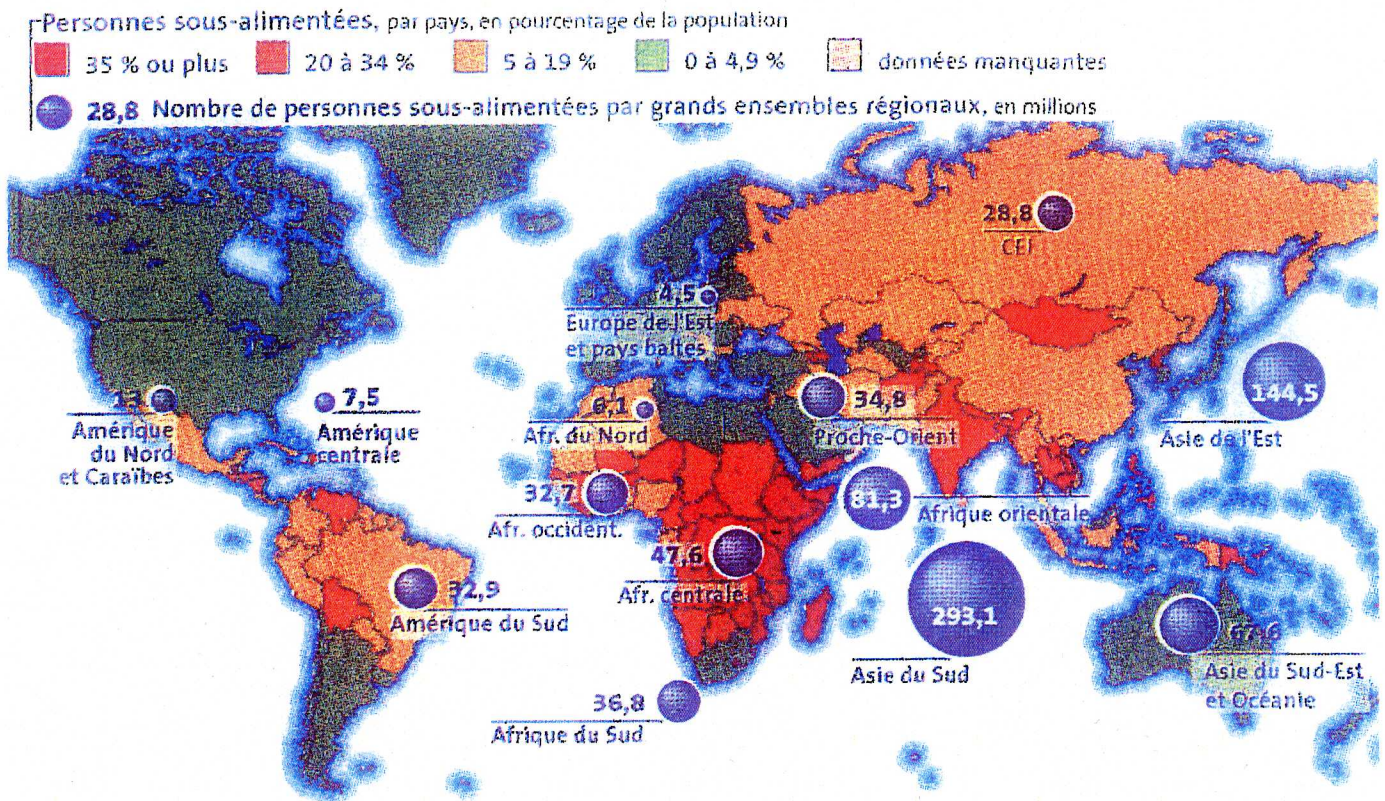 Personnes sous-alimentées, par pays, en pourcentage de la population
35 % ou plus
20 à 34 %
5 à 19 %
0 à 4,9 %
données manquantes
28,8 Nombre de personnes sous-alimentées par grands ensembles régionaux, en millions
28,8
CEI
4,5
Europe de l'Est
et pays baltes
13
Amérique
du Nord
et Caraïbes
7,5
Amérique
centrale
6,1
Afr. du Nord
34,8
Proche-Orient
144,5
Asie de l'Est
32,7
Afr. occident.
81,3
Afrique orientale
47,6
Afr. centrale
32,9
Amérique du Sud
293,1
Asie du Sud
67,6
Asie du Sud-Est
et Océanie
36,8
Afrique du Sud